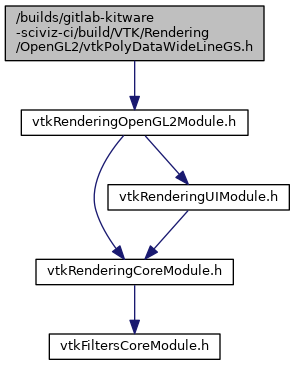 /builds/gitlab-kitware
-sciviz-ci/build/VTK/Rendering
/OpenGL2/vtkPolyDataWideLineGS.h
vtkRenderingOpenGL2Module.h
vtkRenderingUIModule.h
vtkRenderingCoreModule.h
vtkFiltersCoreModule.h